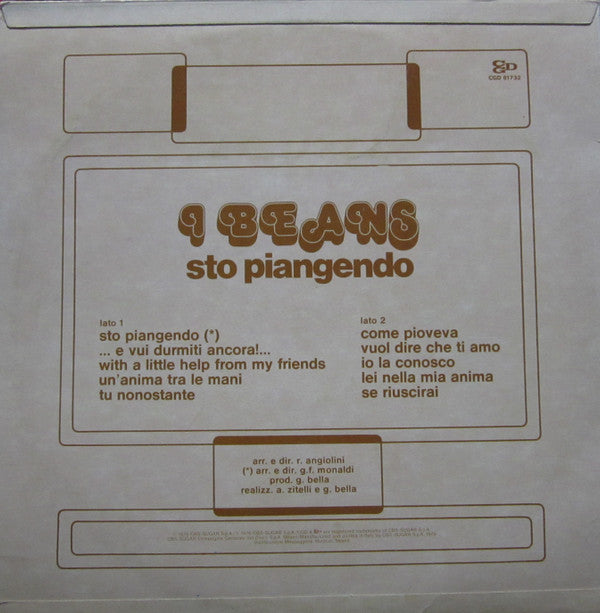 CGD
CGD 81732
I BEANS
sto piangendo
lato 1
sto piangendo (*)
... e vui durmiti ancora!...
with a little help from my friends
un'anima tra le mani
tu nonostante
lato 2
come pioveva
vuol dire che ti amo
io la conosco
lei nella mia anima
se riuscirai
arr. e dir. r. angiolini
(*) arr. e dir. g.f. monaldi
prod. g. bella
realizz. a. zitelli e g. bella